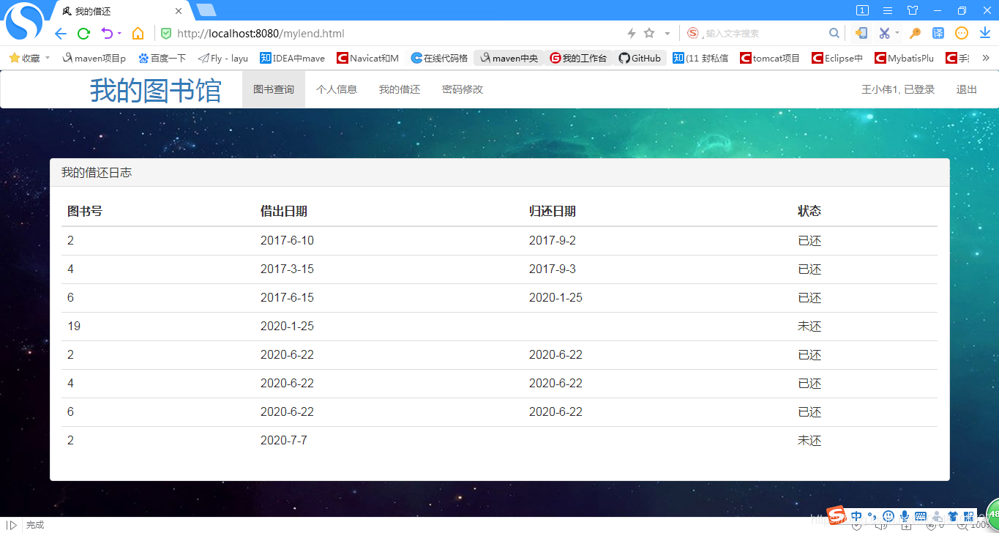 我的借还
1
http://localhost:8080/mylend.html
输入文字搜索
译
收藏 maven项目p 百度一下 Fly - layu 知 IDEA中mave Navicat和M 在线代码格 maven中央 我的工作台 GitHub 知 (11 封私信 tomcat项目 Eclipse中 MybatisPlu
我的图书馆 图书查询 个人信息 我的借还 密码修改 王小伟1, 已登录 退出
我的借还日志
图书号 借出日期 归还日期 状态
2 2017-6-10 2017-9-2 已还
4 2017-3-15 2017-9-3 已还
6 2017-6-15 2020-1-25 已还
19 2020-1-25 未还
2 2020-6-22 2020-6-22 已还
4 2020-6-22 2020-6-22 已还
6 2020-6-22 2020-6-22 已还
2 2020-7-7 未还
中
48
完成